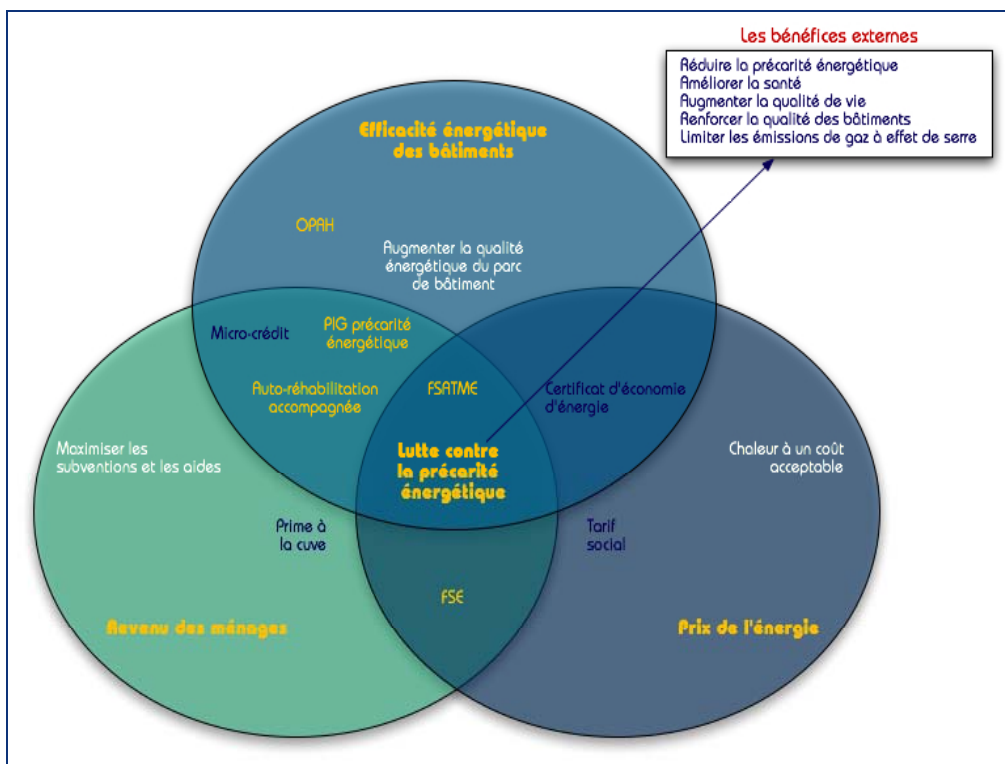 Les bénéfices externes
Réduire la précarité énergétique
Améliorer la santé
Augmenter la qualité de vie
Renforcer la qualité des bâtiments
Limiter les émissions de gaz à effet de serre
Efficacité énergétique
des bâtiments
OPAH
Augmenter la qualité
énergétique du parc
de bâtiment
Micro-crédit
PIG précarité
énergétique
Auto-réhabilitation
accompagnée
FSATME
Certificat d'économie
d'énergie
Maximiser les
subventions et les aides
Lutte contre
la précarité
énergétique
Chaleur à un coût
acceptable
Prime à
la cuve
Tarif
social
FSE
Revenu des ménages
Prix de l'énergie